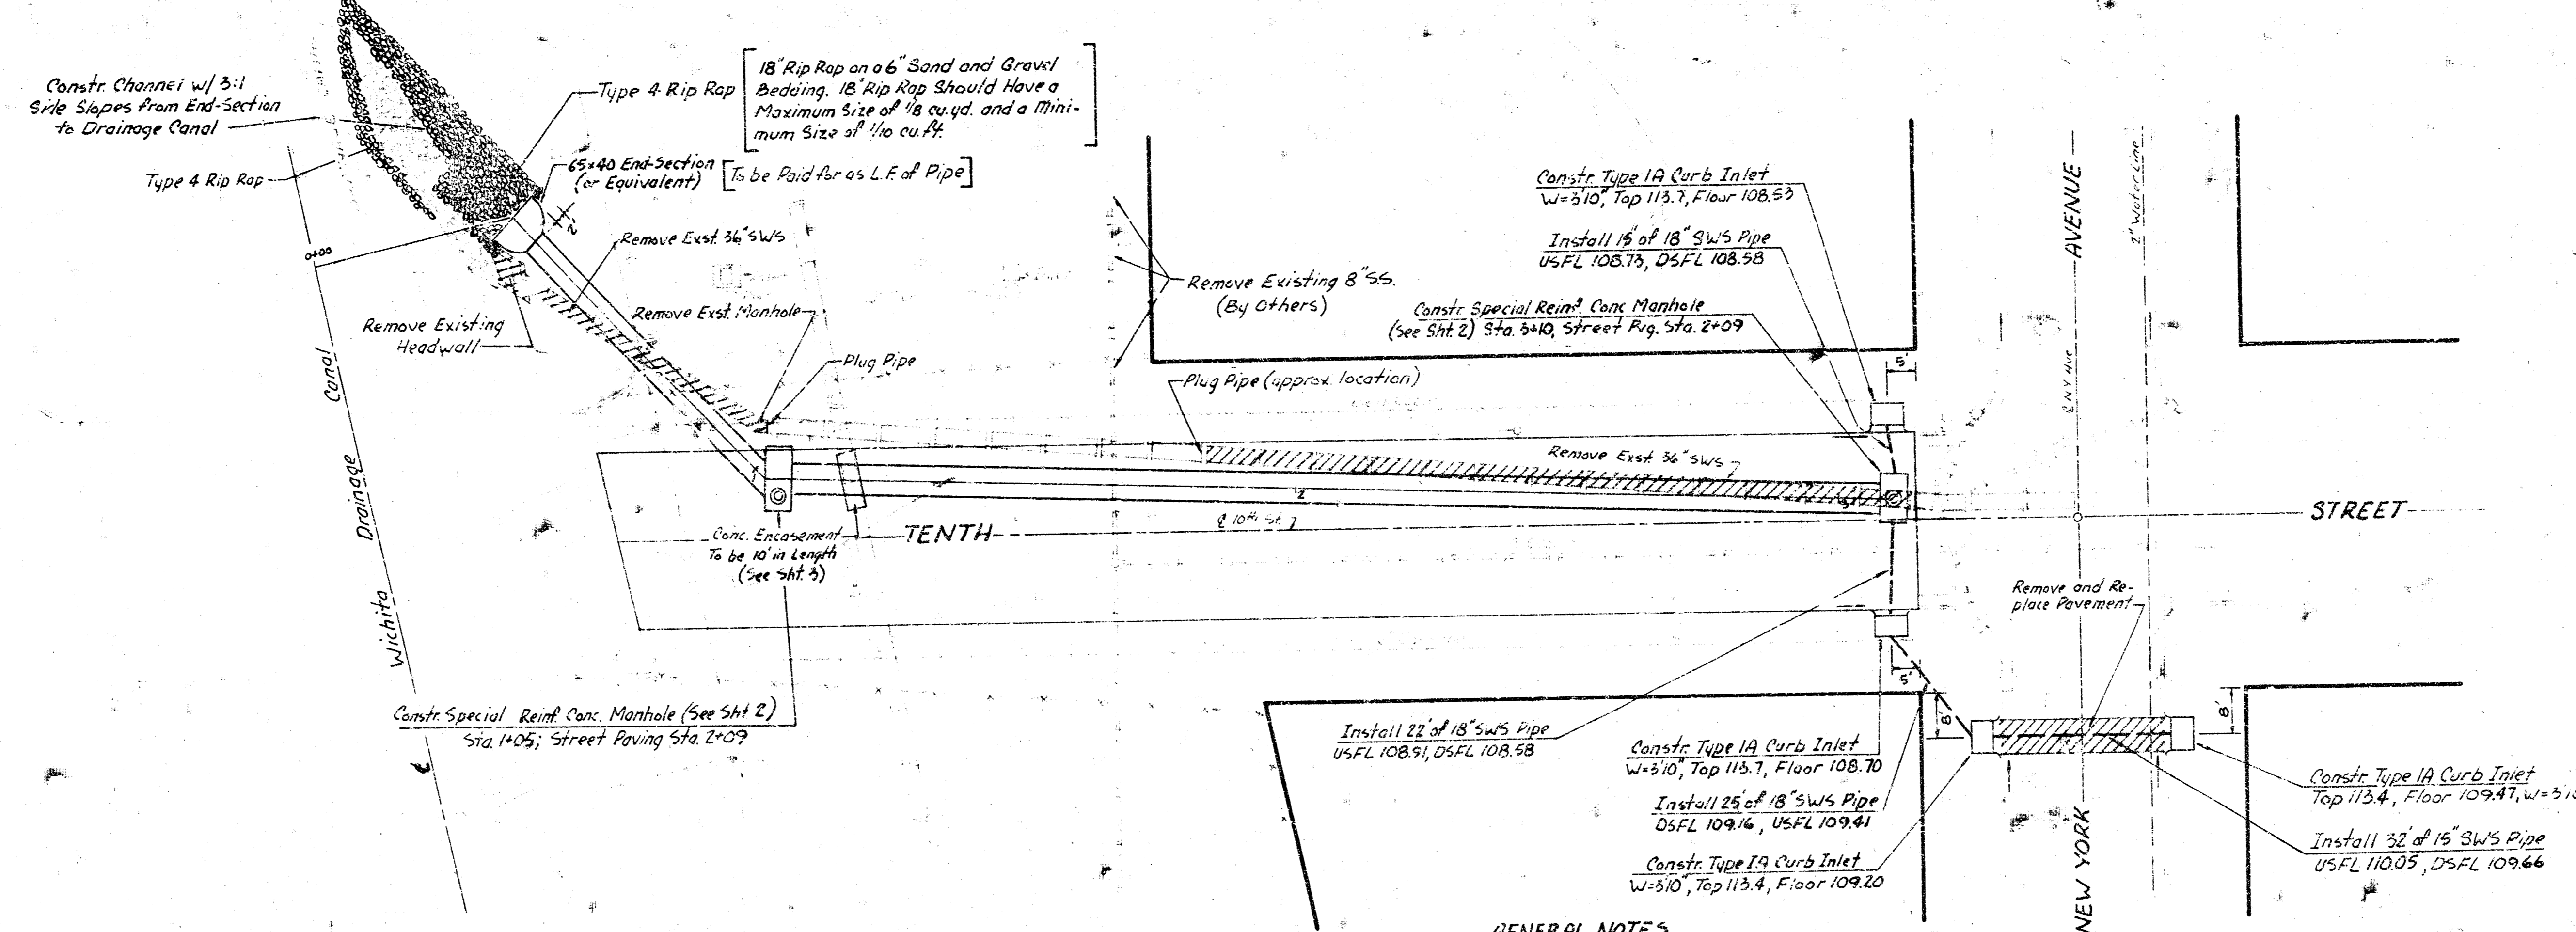 Constr. Channel w/ 3:1
Side Slopes from End-Section
to Drainage Canal
Type 4 Rip Rap
Type 4 Rip Rap
18" Rip Rap on a 6" Sand and Gravel
Bedding. 18" Rip Rap Should Have a
Maximum Size of 1/8 cu.yd. and a Mini-
mum Size of 1/10 cu.ft.
65x40 End-Section
(or Equivalent)
[To be Paid for as L.F. of Pipe]
2'
0+00
Remove Exst. 36" SWS
Remove Existing
Headwall
Remove Exst. Manhole
Plug Pipe
Remove Existing 8" S.S.
(By Others)
Plug Pipe (approx. location)
Constr. Type 1A Curb Inlet
W=3'10", Top 113.7, Floor 108.53
Install 15' of 18" SWS Pipe
USFL 108.73, DSFL 108.58
Constr. Special Reinf. Conc. Manhole
(See Sht. 2) Sta. 3+10, Street Pvg. Sta. 2+09
5'
Remove Exst. 36" SWS
AVENUE
2" Water Line
℄ NY Ave
Wichita Drainage Canal
TENTH
℄ 10th St.
STREET
Conc. Encasement
To be 10' in Length
(See Sht. 3)
Constr. Special Reinf. Conc. Manhole (See Sht. 2)
Sta. 1+05; Street Paving Sta. 2+09
Remove and Re-
place Pavement
5'
8'
8'
Install 22' of 18" SWS Pipe
USFL 108.91, DSFL 108.58
Constr. Type 1A Curb Inlet
W=3'10", Top 113.7, Floor 108.70
Install 25' of 18" SWS Pipe
DSFL 109.16, USFL 109.41
Constr. Type 1A Curb Inlet
W=3'10", Top 113.4, Floor 109.20
Constr. Type 1A Curb Inlet
Top 113.4, Floor 109.47, W=3'10
Install 32' of 15" SWS Pipe
USFL 110.05, DSFL 109.66
NEW YORK
GENERAL NOTES